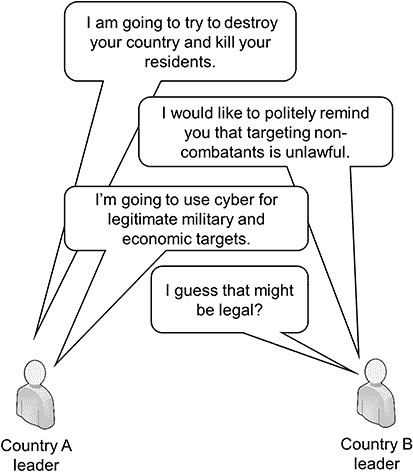 I am going to try to destroy
your country and kill your
residents.
I would like to politely remind
you that targeting non-
combatants is unlawful.
I'm going to use cyber for
legitimate military and
economic targets.
I guess that might
be legal?
Country A
leader
Country B
leader